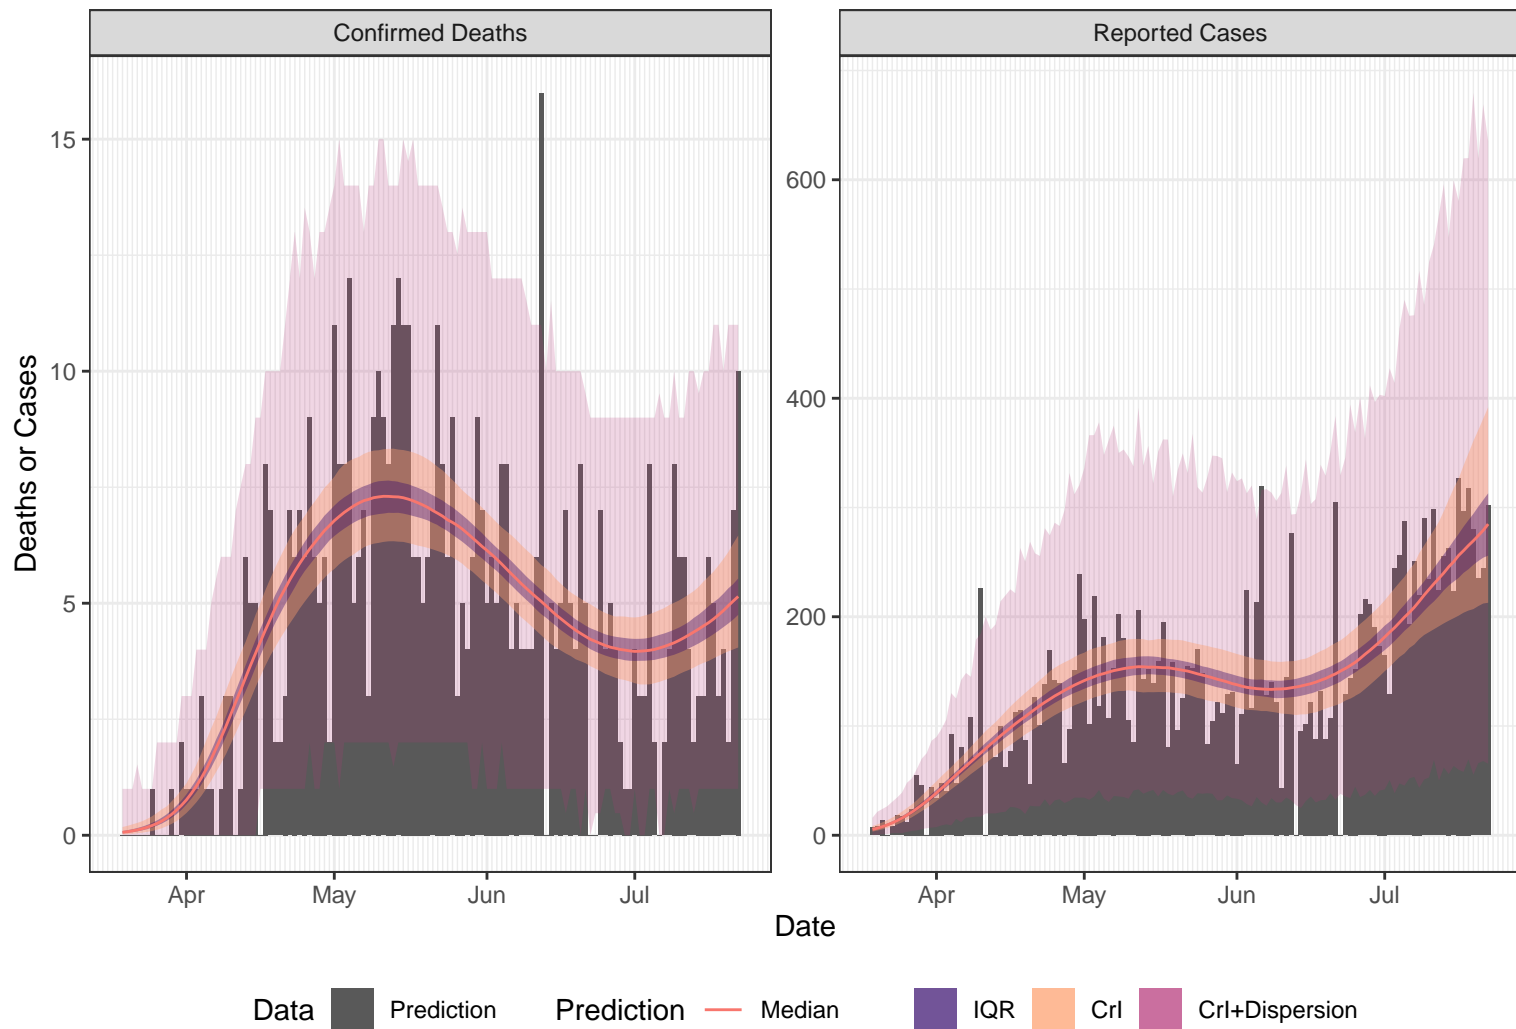 Confirmed Deaths
Reported Cases
Deaths or Cases
15
10
5
0
600
400
200
0
Apr May Jun Jul
Apr May Jun Jul
Date
Data Prediction Prediction Median IQR CrI CrI+Dispersion